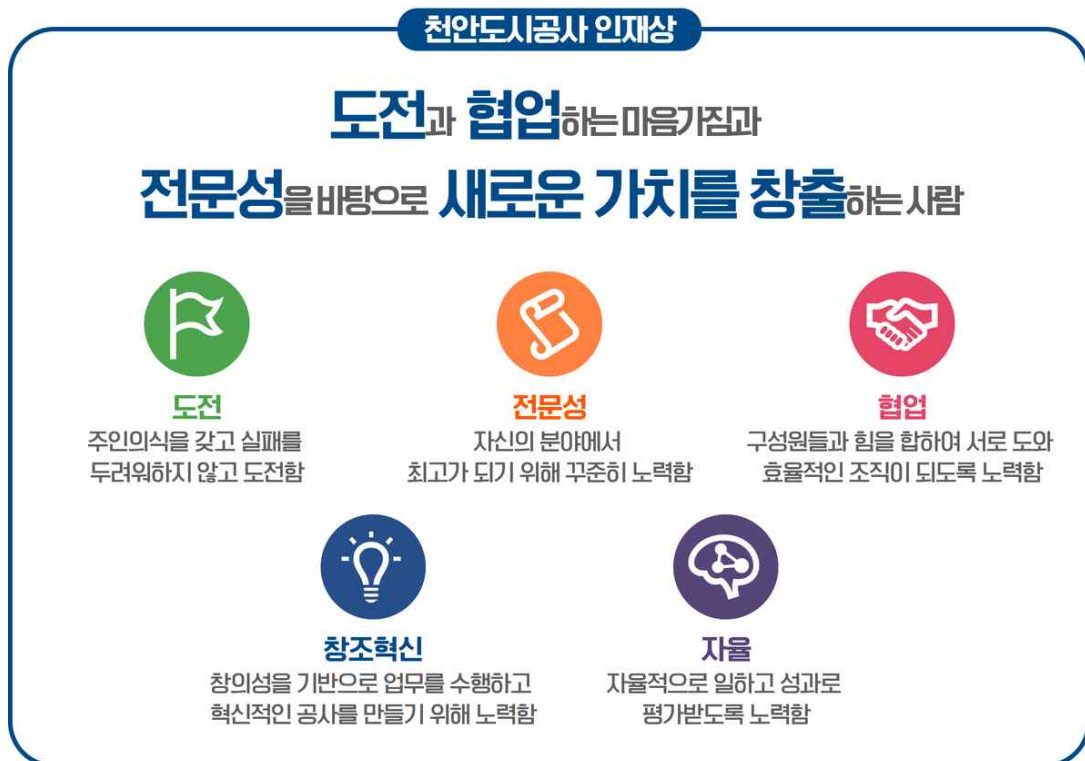 천안도시공사 인재상
도전과 협업하는 마음가짐과
전문성을 바탕으로 새로운 가치를 창출하는 사람
도전
주인의식을 갖고 실패를
두려워하지 않고 도전함
전문성
자신의 분야에서
최고가 되기 위해 꾸준히 노력함
협업
구성원들과 힘을 합하여 서로 도와
효율적인 조직이 되도록 노력함
창조혁신
창의성을 기반으로 업무를 수행하고
혁신적인 공사를 만들기 위해 노력함
자율
자율적으로 일하고 성과로
평가받도록 노력함